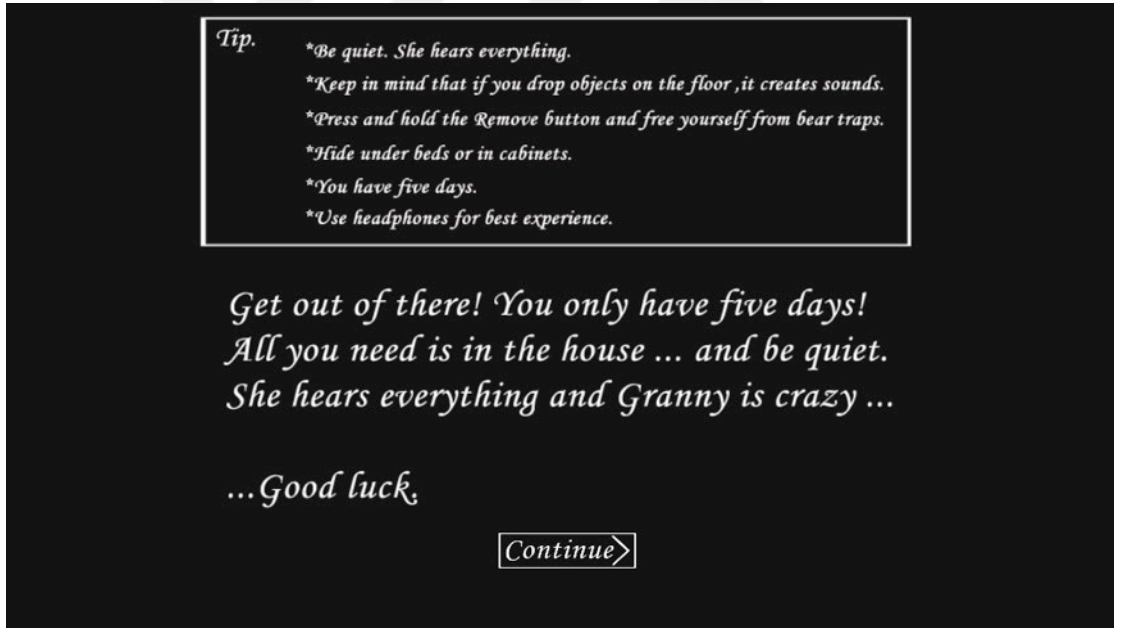 Tip.
*Be quiet. She hears everything.
*Keep in mind that if you drop objects on the floor ,it creates sounds.
*Press and hold the Remove button and free yourself from bear traps.
*Hide under beds or in cabinets.
*You have five days.
*Use headphones for best experience.
Get out of there! You only have five days!
All you need is in the house ... and be quiet.
She hears everything and Granny is crazy ...
...Good luck.
Continue>